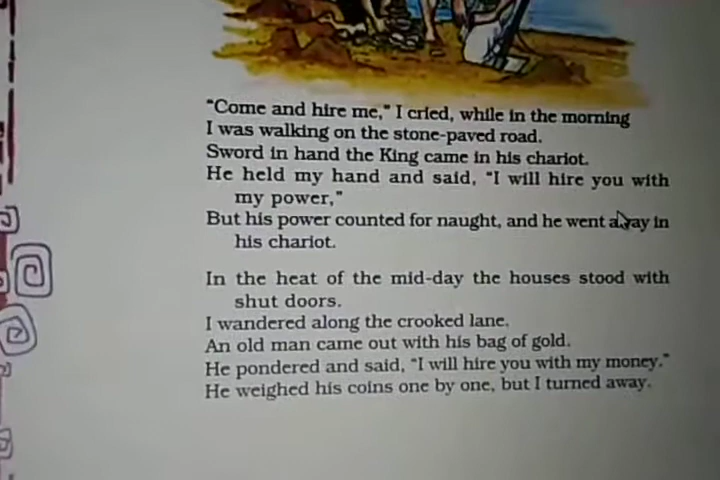 "Come and hire me," I cried, while in the morning
I was walking on the stone-paved road.
Sword in hand the King came in his chariot.
He held my hand and said, "I will hire you with
my power,"
But his power counted for naught, and he went away in
his chariot.
In the heat of the mid-day the houses stood with
shut doors.
I wandered along the crooked lane.
An old man came out with his bag of gold.
He pondered and said, "I will hire you with my money."
He weighed his coins one by one, but I turned away.